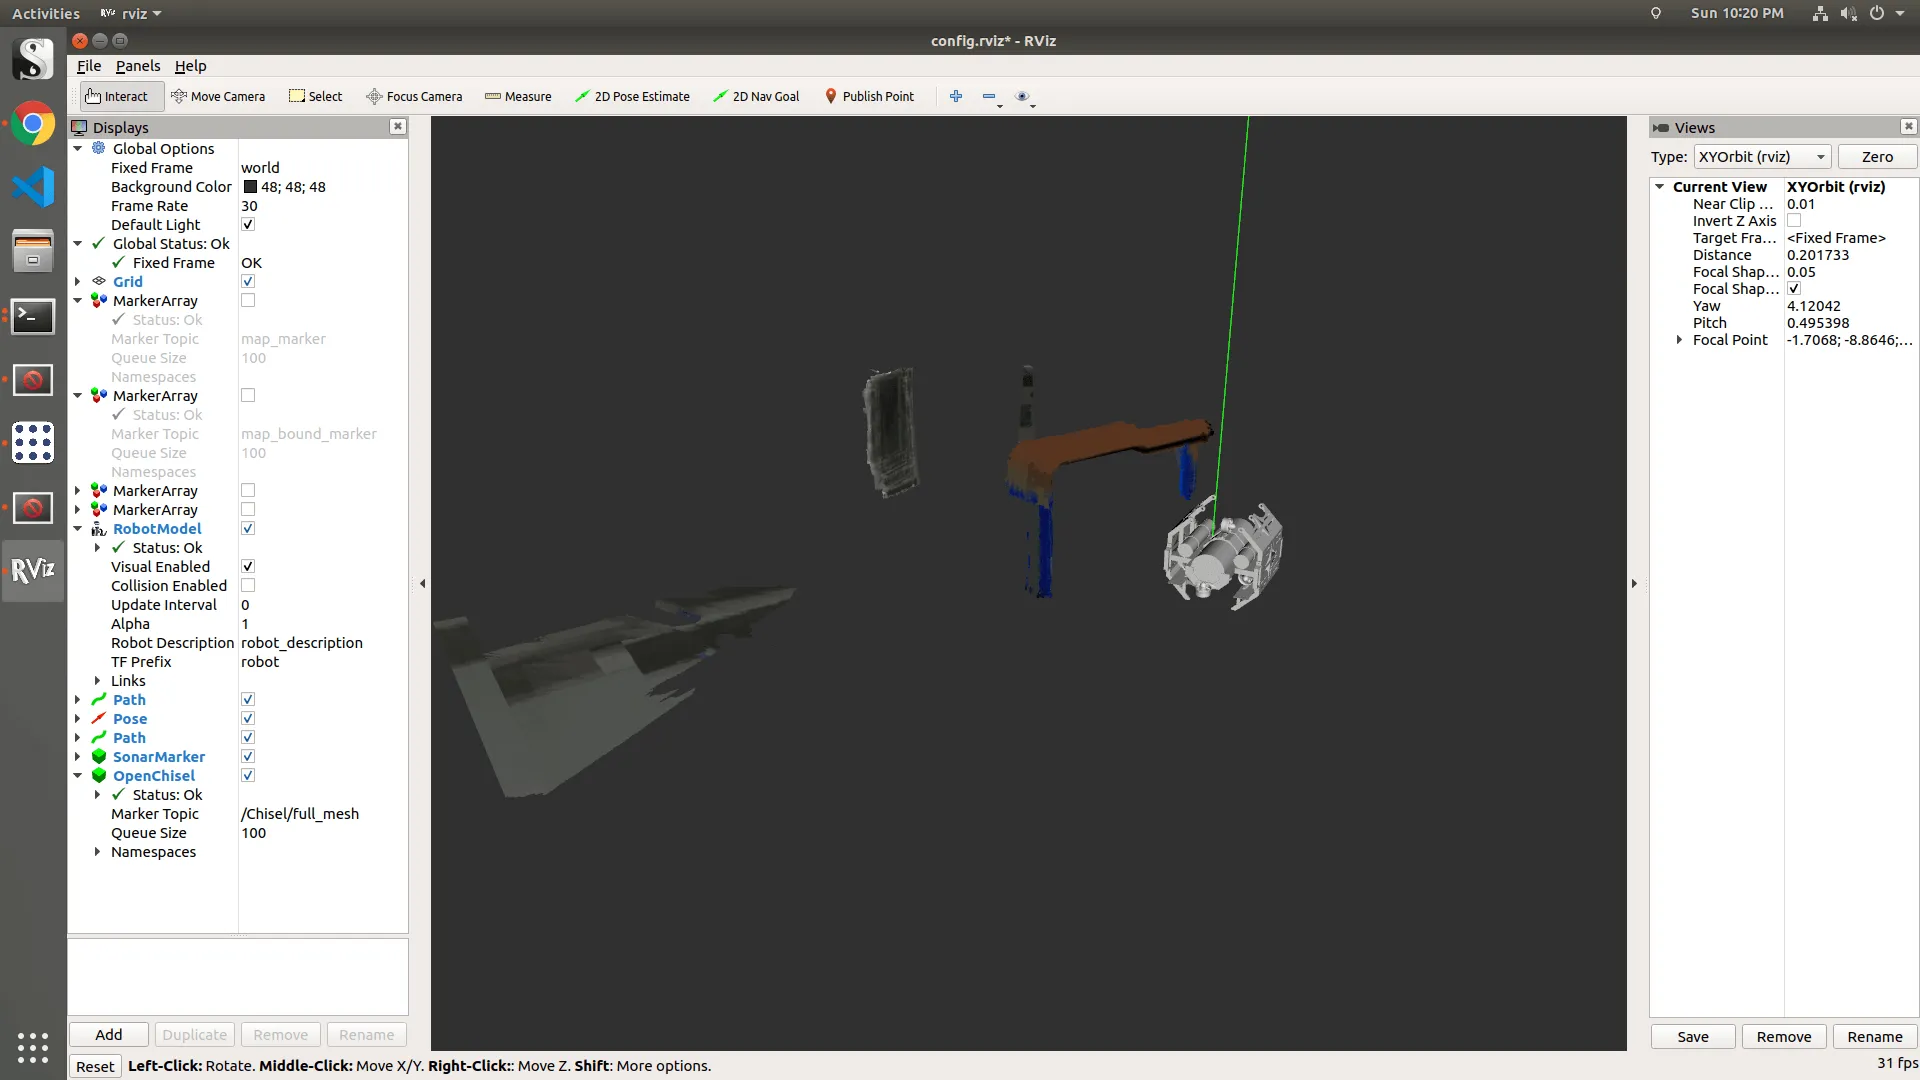 Activities rviz Sun 10:20 PM
config.rviz* - RViz
File Panels Help
Interact Move Camera Select Focus Camera Measure 2D Pose Estimate 2D Nav Goal Publish Point
Displays
Global Options
Fixed Frame world
Background Color 48; 48; 48
Frame Rate 30
Default Light
Global Status: Ok
Fixed Frame OK
Grid
MarkerArray
Status: Ok
Marker Topic map_marker
Queue Size 100
Namespaces
MarkerArray
Status: Ok
Marker Topic map_bound_marker
Queue Size 100
Namespaces
MarkerArray
MarkerArray
RobotModel
Status: Ok
Visual Enabled
Collision Enabled
Update Interval 0
Alpha 1
Robot Description robot_description
TF Prefix robot
Links
Path
Pose
Path
SonarMarker
OpenChisel
Status: Ok
Marker Topic /Chisel/full_mesh
Queue Size 100
Namespaces
Add Duplicate Remove Rename
Views
Type: XYOrbit (rviz) Zero
Current View XYOrbit (rviz)
Near Clip ... 0.01
Invert Z Axis
Target Fra... <Fixed Frame>
Distance 0.201733
Focal Shap... 0.05
Focal Shap...
Yaw 4.12042
Pitch 0.495398
Focal Point -1.7068; -8.8646;...
Save Remove Rename
Reset Left-Click: Rotate. Middle-Click: Move X/Y. Right-Click:: Move Z. Shift: More options. 31 fps
S
RViz